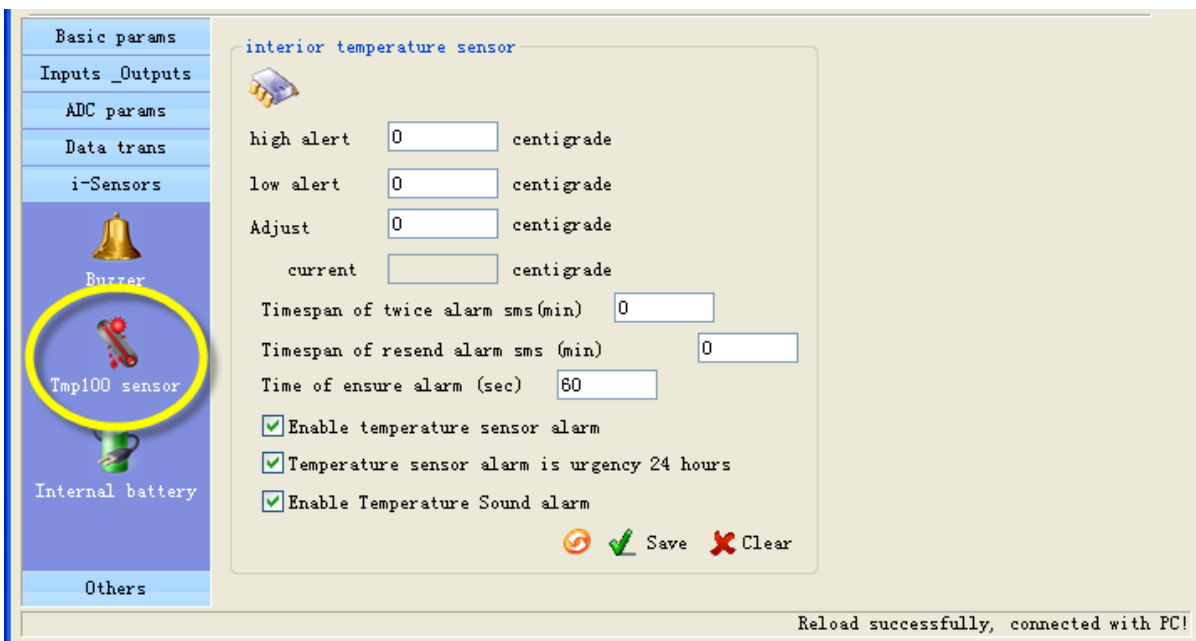 Basic params
Inputs _Outputs
ADC params
Data trans
i-Sensors
Buzzer
Tmp100 sensor
Internal battery
Others
interior temperature sensor
high alert 0 centigrade
low alert 0 centigrade
Adjust 0 centigrade
current centigrade
Timespan of twice alarm sms(min) 0
Timespan of resend alarm sms (min) 0
Time of ensure alarm (sec) 60
Enable temperature sensor alarm
Temperature sensor alarm is urgency 24 hours
Enable Temperature Sound alarm
Save Clear
Reload successfully, connected with PC!